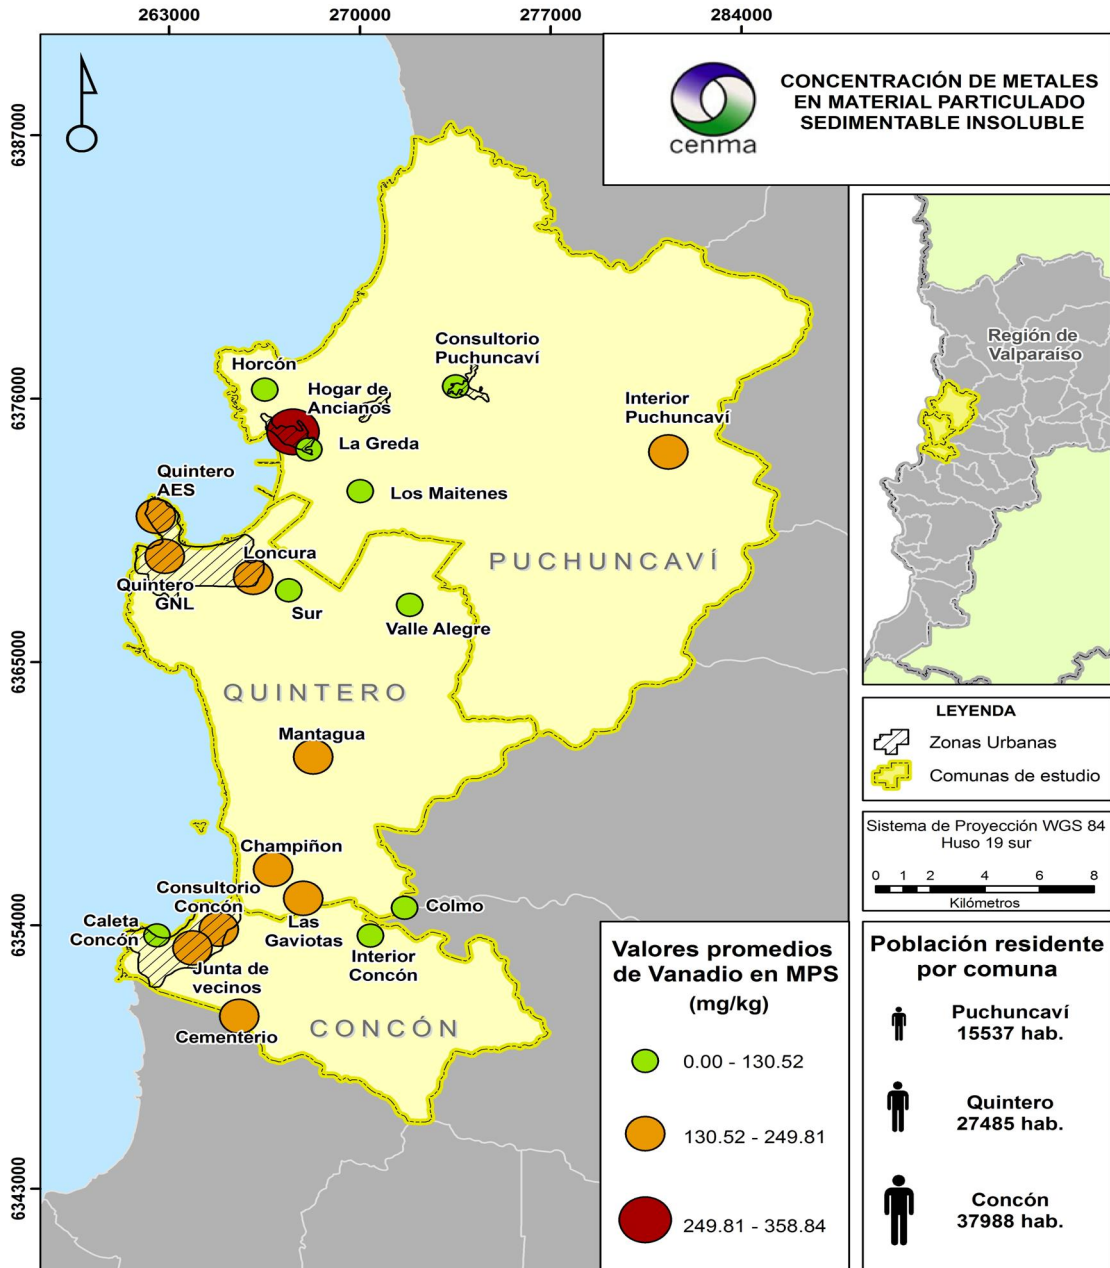 263000
270000
277000
284000
6387000
6376000
6365000
6354000
6343000
cenma
CONCENTRACIÓN DE METALES
EN MATERIAL PARTICULADO
SEDIMENTABLE INSOLUBLE
Consultorio
Puchuncaví
Horcón
Hogar de
Ancianos
Interior
Puchuncaví
La Greda
Quintero
AES
Los Maitenes
Loncura
PUCHUNCAVÍ
Quintero
GNL
Sur
Valle Alegre
QUINTERO
Mantagua
Champiñon
Consultorio
Concón
Caleta
Concón
Las
Gaviotas
Colmo
Interior
Concón
Junta de
vecinos
Cementerio
CONCÓN
Región de
Valparaíso
LEYENDA
Zonas Urbanas
Comunas de estudio
Sistema de Proyección WGS 84
Huso 19 sur
0 1 2 4 6 8
Kilómetros
Valores promedios
de Vanadio en MPS
(mg/kg)
0.00 - 130.52
130.52 - 249.81
249.81 - 358.84
Población residente
por comuna
Puchuncaví
15537 hab.
Quintero
27485 hab.
Concón
37988 hab.